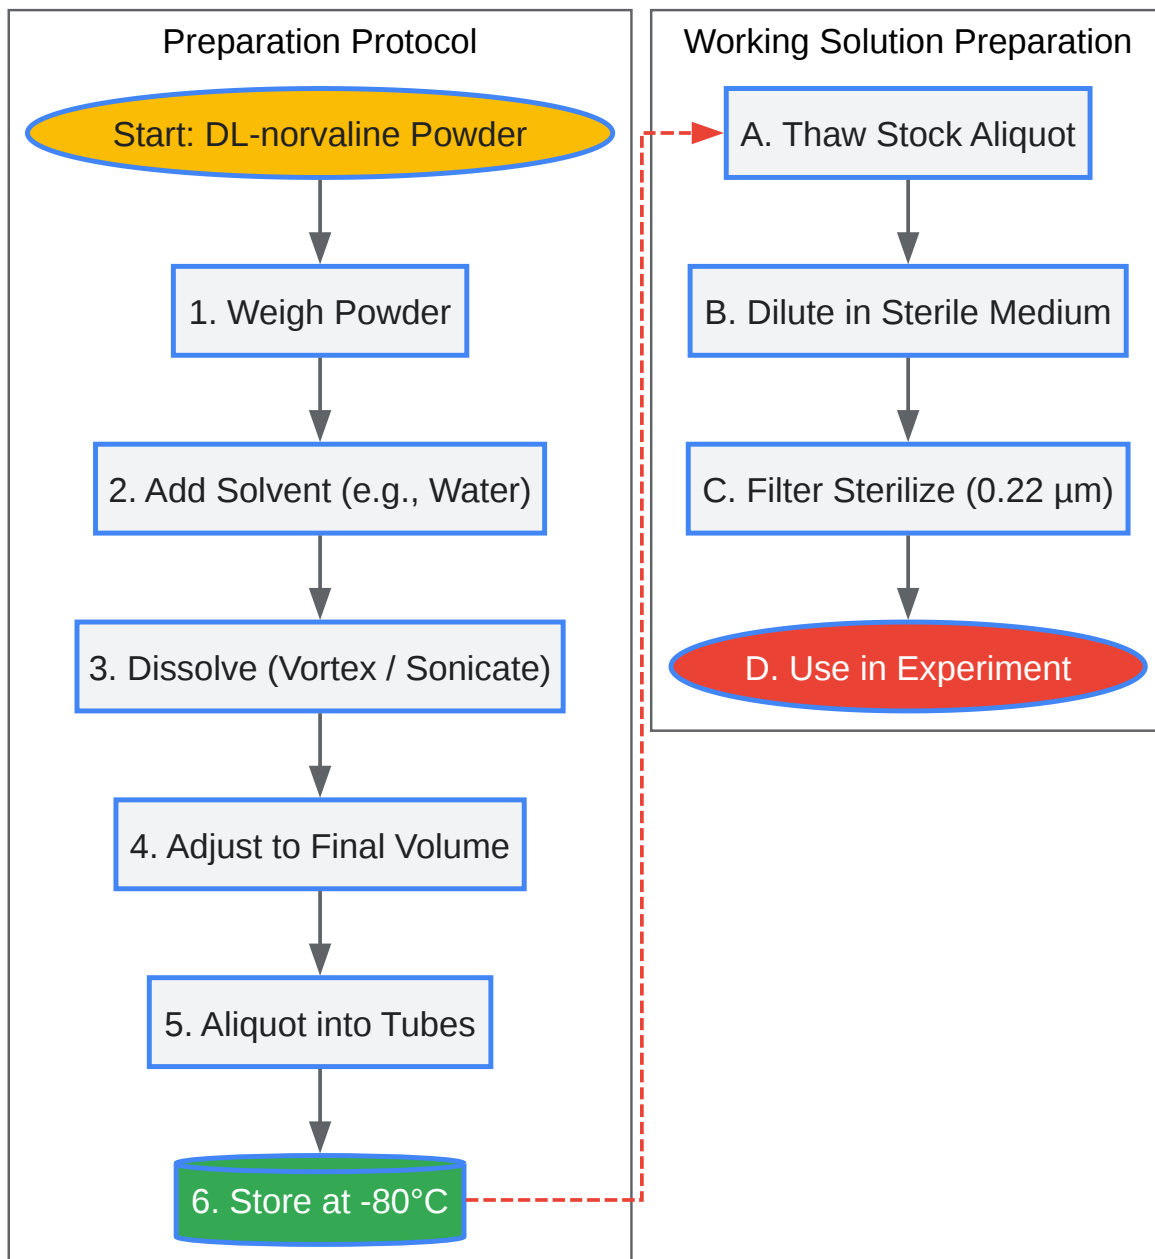 Preparation Protocol
Start: DL-norvaline Powder
1. Weigh Powder
2. Add Solvent (e.g., Water)
3. Dissolve (Vortex / Sonicate)
4. Adjust to Final Volume
5. Aliquot into Tubes
6. Store at -80°C
Working Solution Preparation
A. Thaw Stock Aliquot
B. Dilute in Sterile Medium
C. Filter Sterilize (0.22 µm)
D. Use in Experiment